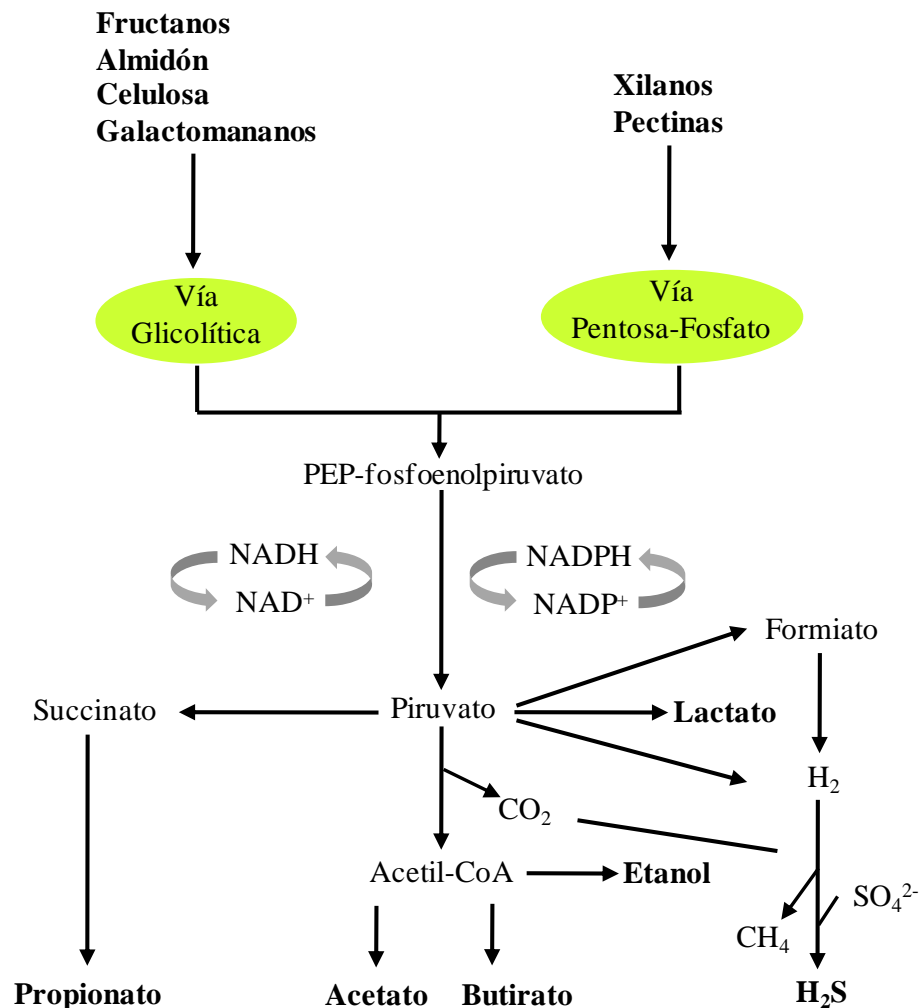 Fructanos
Almidón
Celulosa
Galactomananos
Xilanos
Pectinas
Vía
Glicolítica
Vía
Pentosa-Fosfato
PEP-fosfoenolpiruvato
NADH
NAD⁺
NADPH
NADP⁺
Formiato
Succinato
Piruvato
Lactato
H₂
CO₂
Acetil-CoA
Etanol
SO₄²⁻
CH₄
Propionato
Acetato
Butirato
H₂S